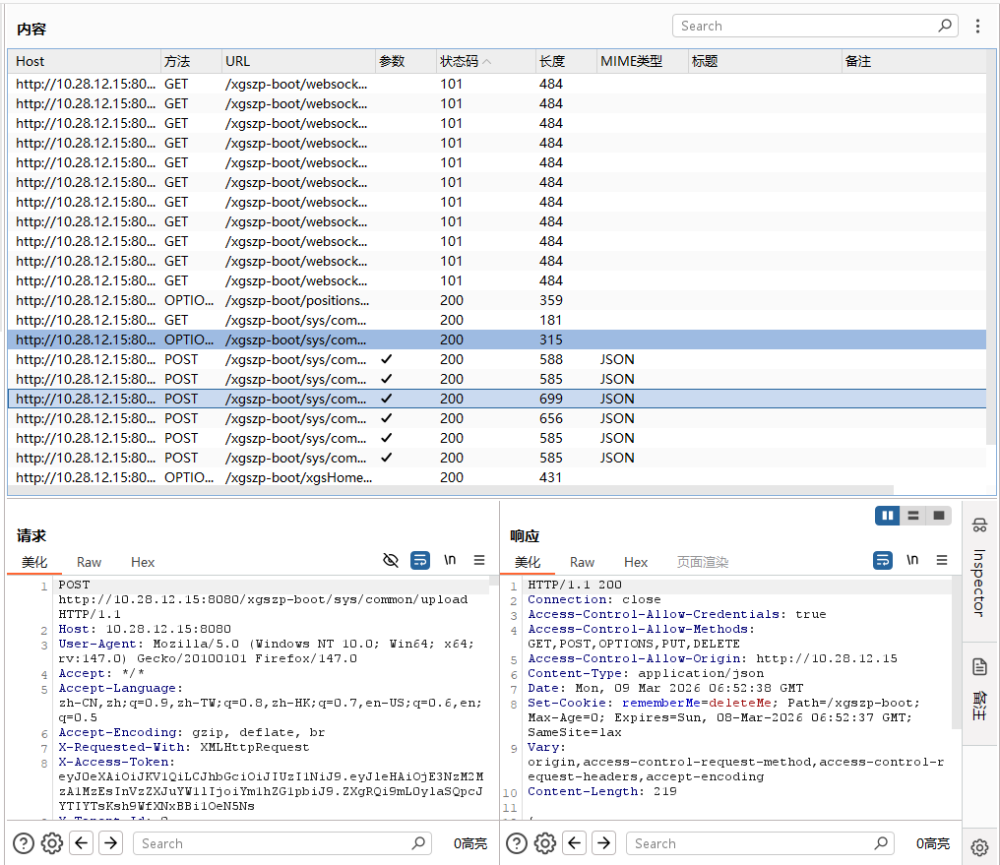 内容
Search
Host 方法 URL 参数 状态码 长度 MIME类型 标题 备注
http://10.28.12.15:80... GET /xgszp-boot/websock... 101 484
http://10.28.12.15:80... GET /xgszp-boot/websock... 101 484
http://10.28.12.15:80... GET /xgszp-boot/websock... 101 484
http://10.28.12.15:80... GET /xgszp-boot/websock... 101 484
http://10.28.12.15:80... GET /xgszp-boot/websock... 101 484
http://10.28.12.15:80... GET /xgszp-boot/websock... 101 484
http://10.28.12.15:80... GET /xgszp-boot/websock... 101 484
http://10.28.12.15:80... GET /xgszp-boot/websock... 101 484
http://10.28.12.15:80... GET /xgszp-boot/websock... 101 484
http://10.28.12.15:80... GET /xgszp-boot/websock... 101 484
http://10.28.12.15:80... GET /xgszp-boot/websock... 101 484
http://10.28.12.15:80... OPTIO... /xgszp-boot/positions... 200 359
http://10.28.12.15:80... GET /xgszp-boot/sys/com... 200 181
http://10.28.12.15:80... OPTIO... /xgszp-boot/sys/com... 200 315
http://10.28.12.15:80... POST /xgszp-boot/sys/com... ✓ 200 588 JSON
http://10.28.12.15:80... POST /xgszp-boot/sys/com... ✓ 200 585 JSON
http://10.28.12.15:80... POST /xgszp-boot/sys/com... ✓ 200 699 JSON
http://10.28.12.15:80... POST /xgszp-boot/sys/com... ✓ 200 656 JSON
http://10.28.12.15:80... POST /xgszp-boot/sys/com... ✓ 200 585 JSON
http://10.28.12.15:80... POST /xgszp-boot/sys/com... ✓ 200 585 JSON
http://10.28.12.15:80... OPTIO... /xgszp-boot/xgsHome... 200 431
请求
美化 Raw Hex
\n
1 POST
http://10.28.12.15:8080/xgszp-boot/sys/common/upload
HTTP/1.1
2 Host: 10.28.12.15:8080
3 User-Agent: Mozilla/5.0 (Windows NT 10.0; Win64; x64;
rv:147.0) Gecko/20100101 Firefox/147.0
4 Accept: */*
5 Accept-Language:
zh-CN,zh;q=0.9,zh-TW;q=0.8,zh-HK;q=0.7,en-US;q=0.6,en;
q=0.5
6 Accept-Encoding: gzip, deflate, br
7 X-Requested-With: XMLHttpRequest
8 X-Access-Token:
Search
0高亮
响应
美化 Raw Hex 页面渲染
\n
1 HTTP/1.1 200
2 Connection: close
3 Access-Control-Allow-Credentials: true
4 Access-Control-Allow-Methods:
GET,POST,OPTIONS,PUT,DELETE
5 Access-Control-Allow-Origin: http://10.28.12.15
6 Content-Type: application/json
7 Date: Mon, 09 Mar 2026 06:52:38 GMT
8 Set-Cookie: rememberMe=deleteMe; Path=/xgszp-boot;
Max-Age=0; Expires=Sun, 08-Mar-2026 06:52:37 GMT;
SameSite=lax
9 Vary:
origin,access-control-request-method,access-control-r
equest-headers,accept-encoding
10 Content-Length: 219
11
Search
0高亮
Inspector
备注